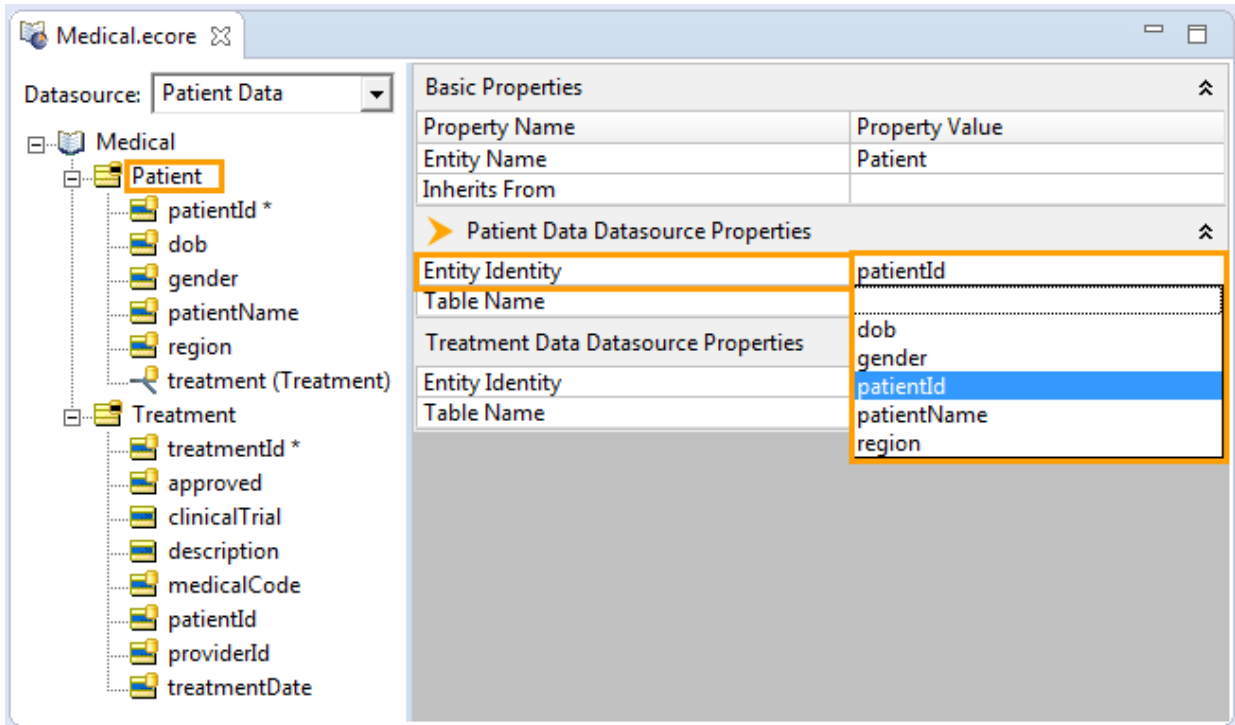 Medical.ecore
Datasource: Patient Data
Medical
Patient
patientId *
dob
gender
patientName
region
treatment (Treatment)
Treatment
treatmentId *
approved
clinicalTrial
description
medicalCode
patientId
providerId
treatmentDate
Basic Properties
Property Name Property Value
Entity Name Patient
Inherits From
Patient Data Datasource Properties
Entity Identity patientId
Table Name
Treatment Data Datasource Properties
Entity Identity
Table Name
dob
gender
patientId
patientName
region